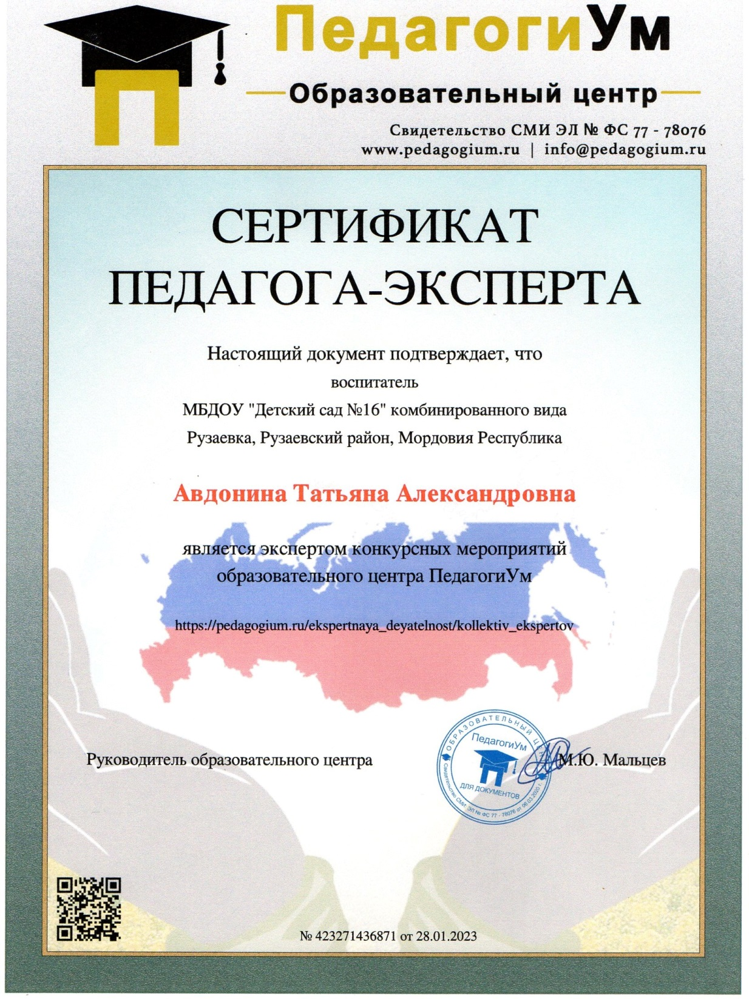 ПедагогиУм
Образовательный центр
Свидетельство СМИ ЭЛ № ФС 77 - 78076
www.pedagogium.ru | info@pedagogium.ru
СЕРТИФИКАТ
ПЕДАГОГА-ЭКСПЕРТА
Настоящий документ подтверждает, что
воспитатель
МБДОУ "Детский сад №16" комбинированного вида
Рузаевка, Рузаевский район, Мордовия Республика
Авдонина Татьяна Александровна
является экспертом конкурсных мероприятий
образовательного центра ПедагогиУм
https://pedagogium.ru/ekspertnaya_deyatelnost/kollektiv_ekspertov
Руководитель образовательного центра
М.Ю. Мальцев
ОБРАЗОВАТЕЛЬНЫЙ
ПедагогиУм
ДЛЯ ДОКУМЕНТОВ
Свидетельство СМИ: ЭЛ № ФС 77 - 78076 от 06.03.2020 г.
№ 423271436871 от 28.01.2023